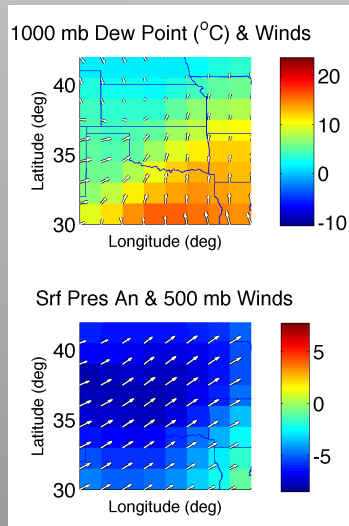 1000 mb Dew Point (°C) & Winds
40
35
30
Latitude (deg)
Longitude (deg)
20
10
0
-10
Srf Pres An & 500 mb Winds
40
35
30
Latitude (deg)
Longitude (deg)
5
0
-5